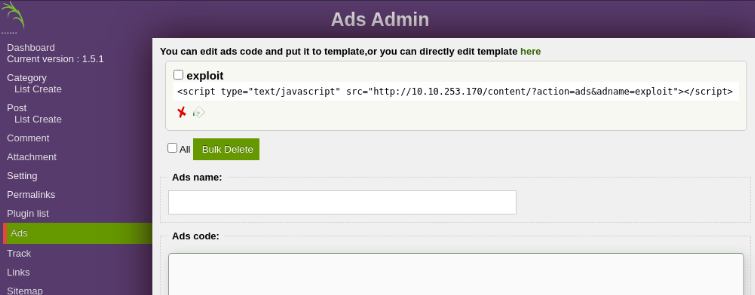 Ads Admin
Dashboard
Current version : 1.5.1
Category
List Create
Post
List Create
Comment
Attachment
Setting
Permalinks
Plugin list
Ads
Track
Links
Sitemap
You can edit ads code and put it to template,or you can directly edit template here
exploit
<script type="text/javascript" src="http://10.10.253.170/content/?action=ads&adname=exploit"></script>
All Bulk Delete
Ads name:
Ads code: